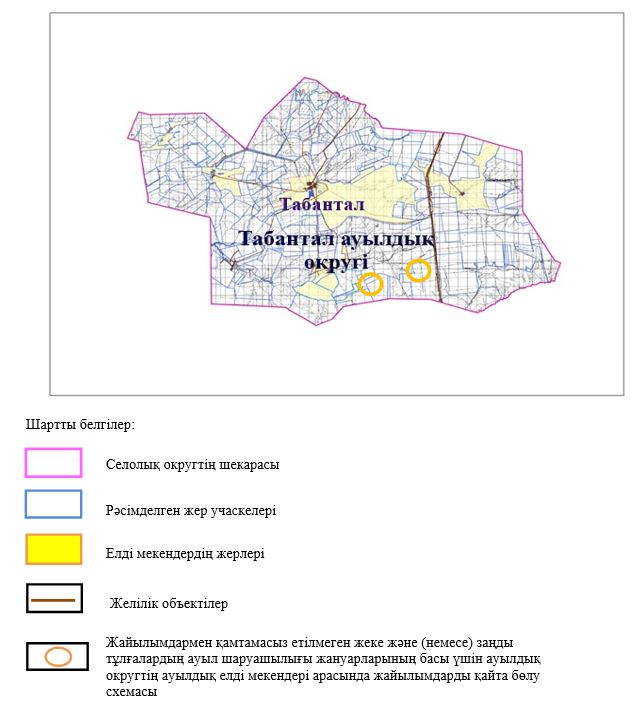 Табантал
Табантал ауылдық
округі
Шартты белгілер:
Селолық округтің шекарасы
Рәсімделген жер учаскелері
Елді мекендердің жерлері
Желілік объектілер
Жайылымдармен қамтамасыз етілмеген жеке және (немесе) заңды
тұлғалардың ауыл шаруашылығы жануарларының басы үшін ауылдық
округтің ауылдық елді мекендері арасында жайылымдарды қайта бөлу
схемасы